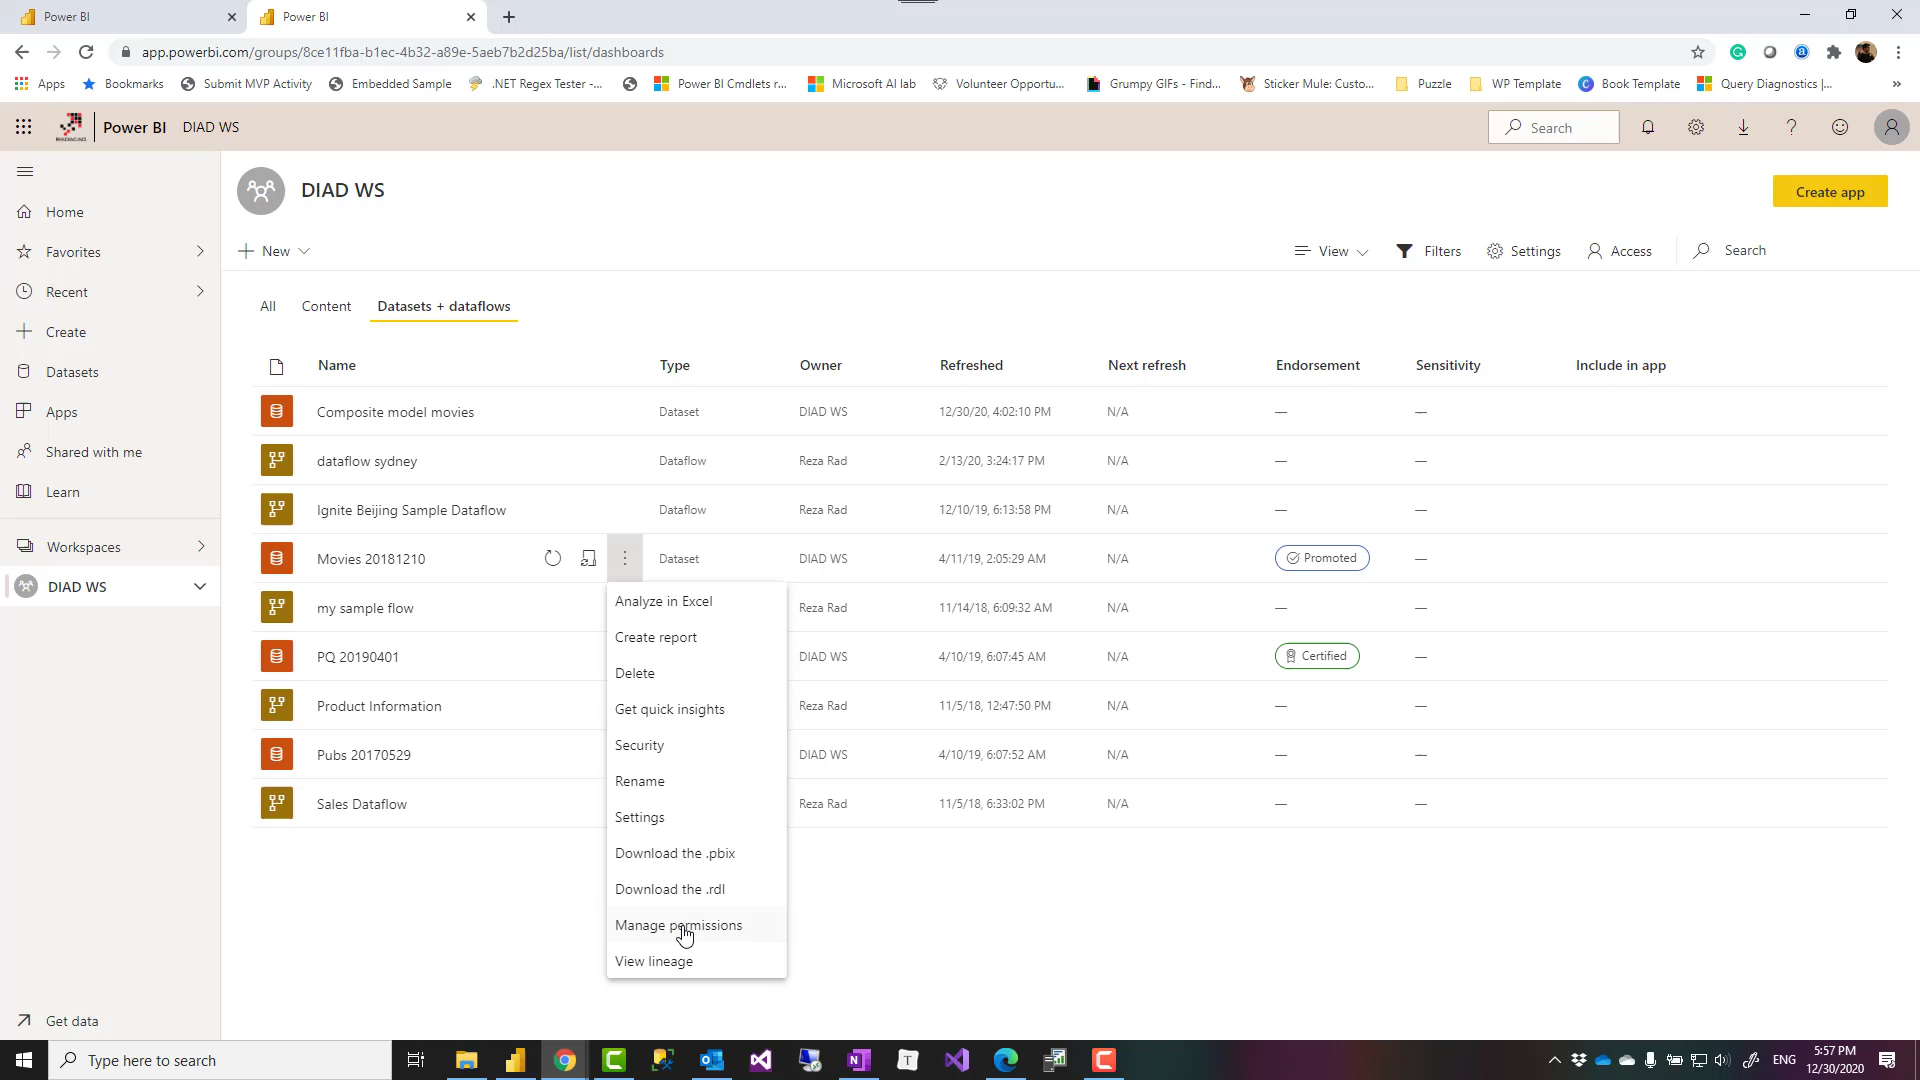 Power BI
Power BI
app.powerbi.com/groups/8ce11fba-b1ec-4b32-a89e-5aeb7b2d25ba/list/dashboards
Apps Bookmarks Submit MVP Activity Embedded Sample .NET Regex Tester -... Power BI Cmdlets r... Microsoft AI lab Volunteer Opportu... Grumpy GIFs - Find... Sticker Mule: Custo... Puzzle WP Template Book Template Query Diagnostics |... »
Power BI DIAD WS Search
DIAD WS
Create app
New View Filters Settings Access Search
All Content Datasets + dataflows
Name Type Owner Refreshed Next refresh Endorsement Sensitivity Include in app
Composite model movies Dataset DIAD WS 12/30/20, 4:02:10 PM N/A — —
dataflow sydney Dataflow Reza Rad 2/13/20, 3:24:17 PM N/A — —
Ignite Beijing Sample Dataflow Dataflow Reza Rad 12/10/19, 6:13:58 PM N/A — —
Movies 20181210 Dataset DIAD WS 4/11/19, 2:05:29 AM N/A Promoted —
my sample flow Reza Rad 11/14/18, 6:09:32 AM N/A — —
PQ 20190401 DIAD WS 4/10/19, 6:07:45 AM N/A Certified —
Product Information Reza Rad 11/5/18, 12:47:50 PM N/A — —
Pubs 20170529 DIAD WS 4/10/19, 6:07:52 AM N/A — —
Sales Dataflow Reza Rad 11/5/18, 6:33:02 PM N/A — —
Analyze in Excel
Create report
Delete
Get quick insights
Security
Rename
Settings
Download the .pbix
Download the .rdl
Manage permissions
View lineage
Home
Favorites
Recent
Create
Datasets
Apps
Shared with me
Learn
Workspaces
DIAD WS
Get data
Type here to search
ENG
5:57 PM
12/30/2020